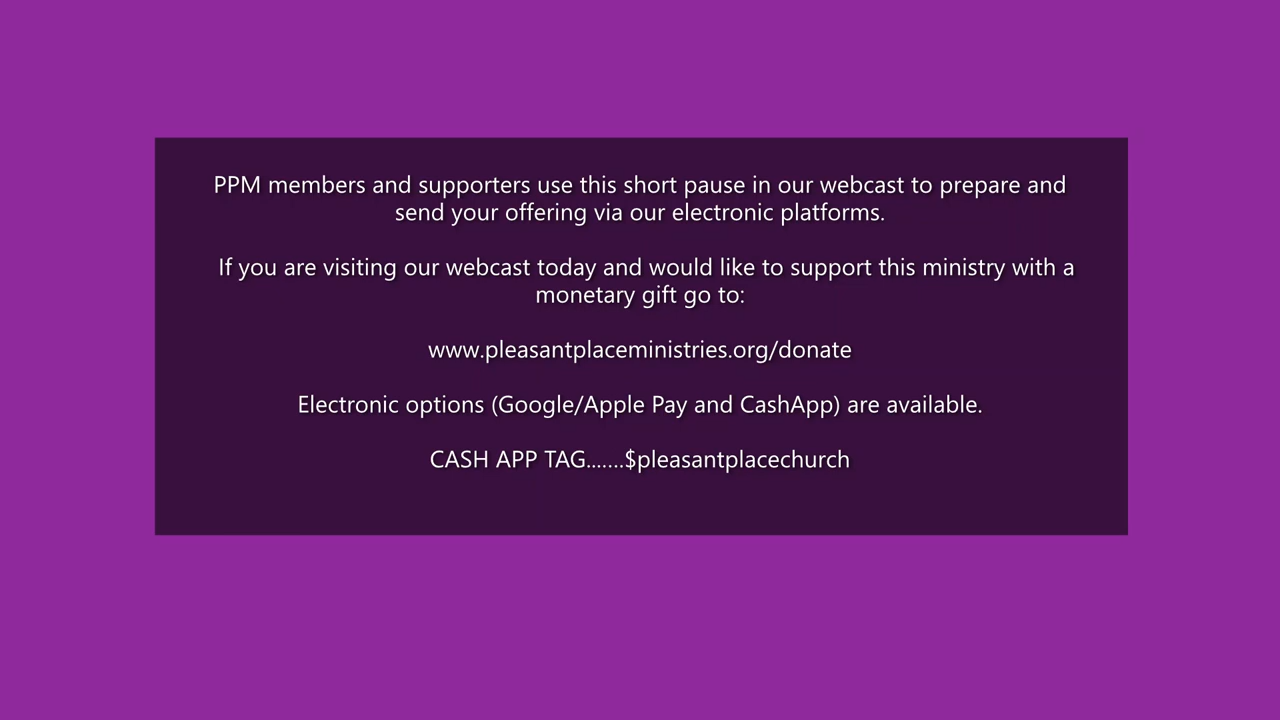 PPM members and supporters use this short pause in our webcast to prepare and
send your offering via our electronic platforms.
If you are visiting our webcast today and would like to support this ministry with a
monetary gift go to:
www.pleasantplaceministries.org/donate
Electronic options (Google/Apple Pay and CashApp) are available.
CASH APP TAG.......$pleasantplacechurch